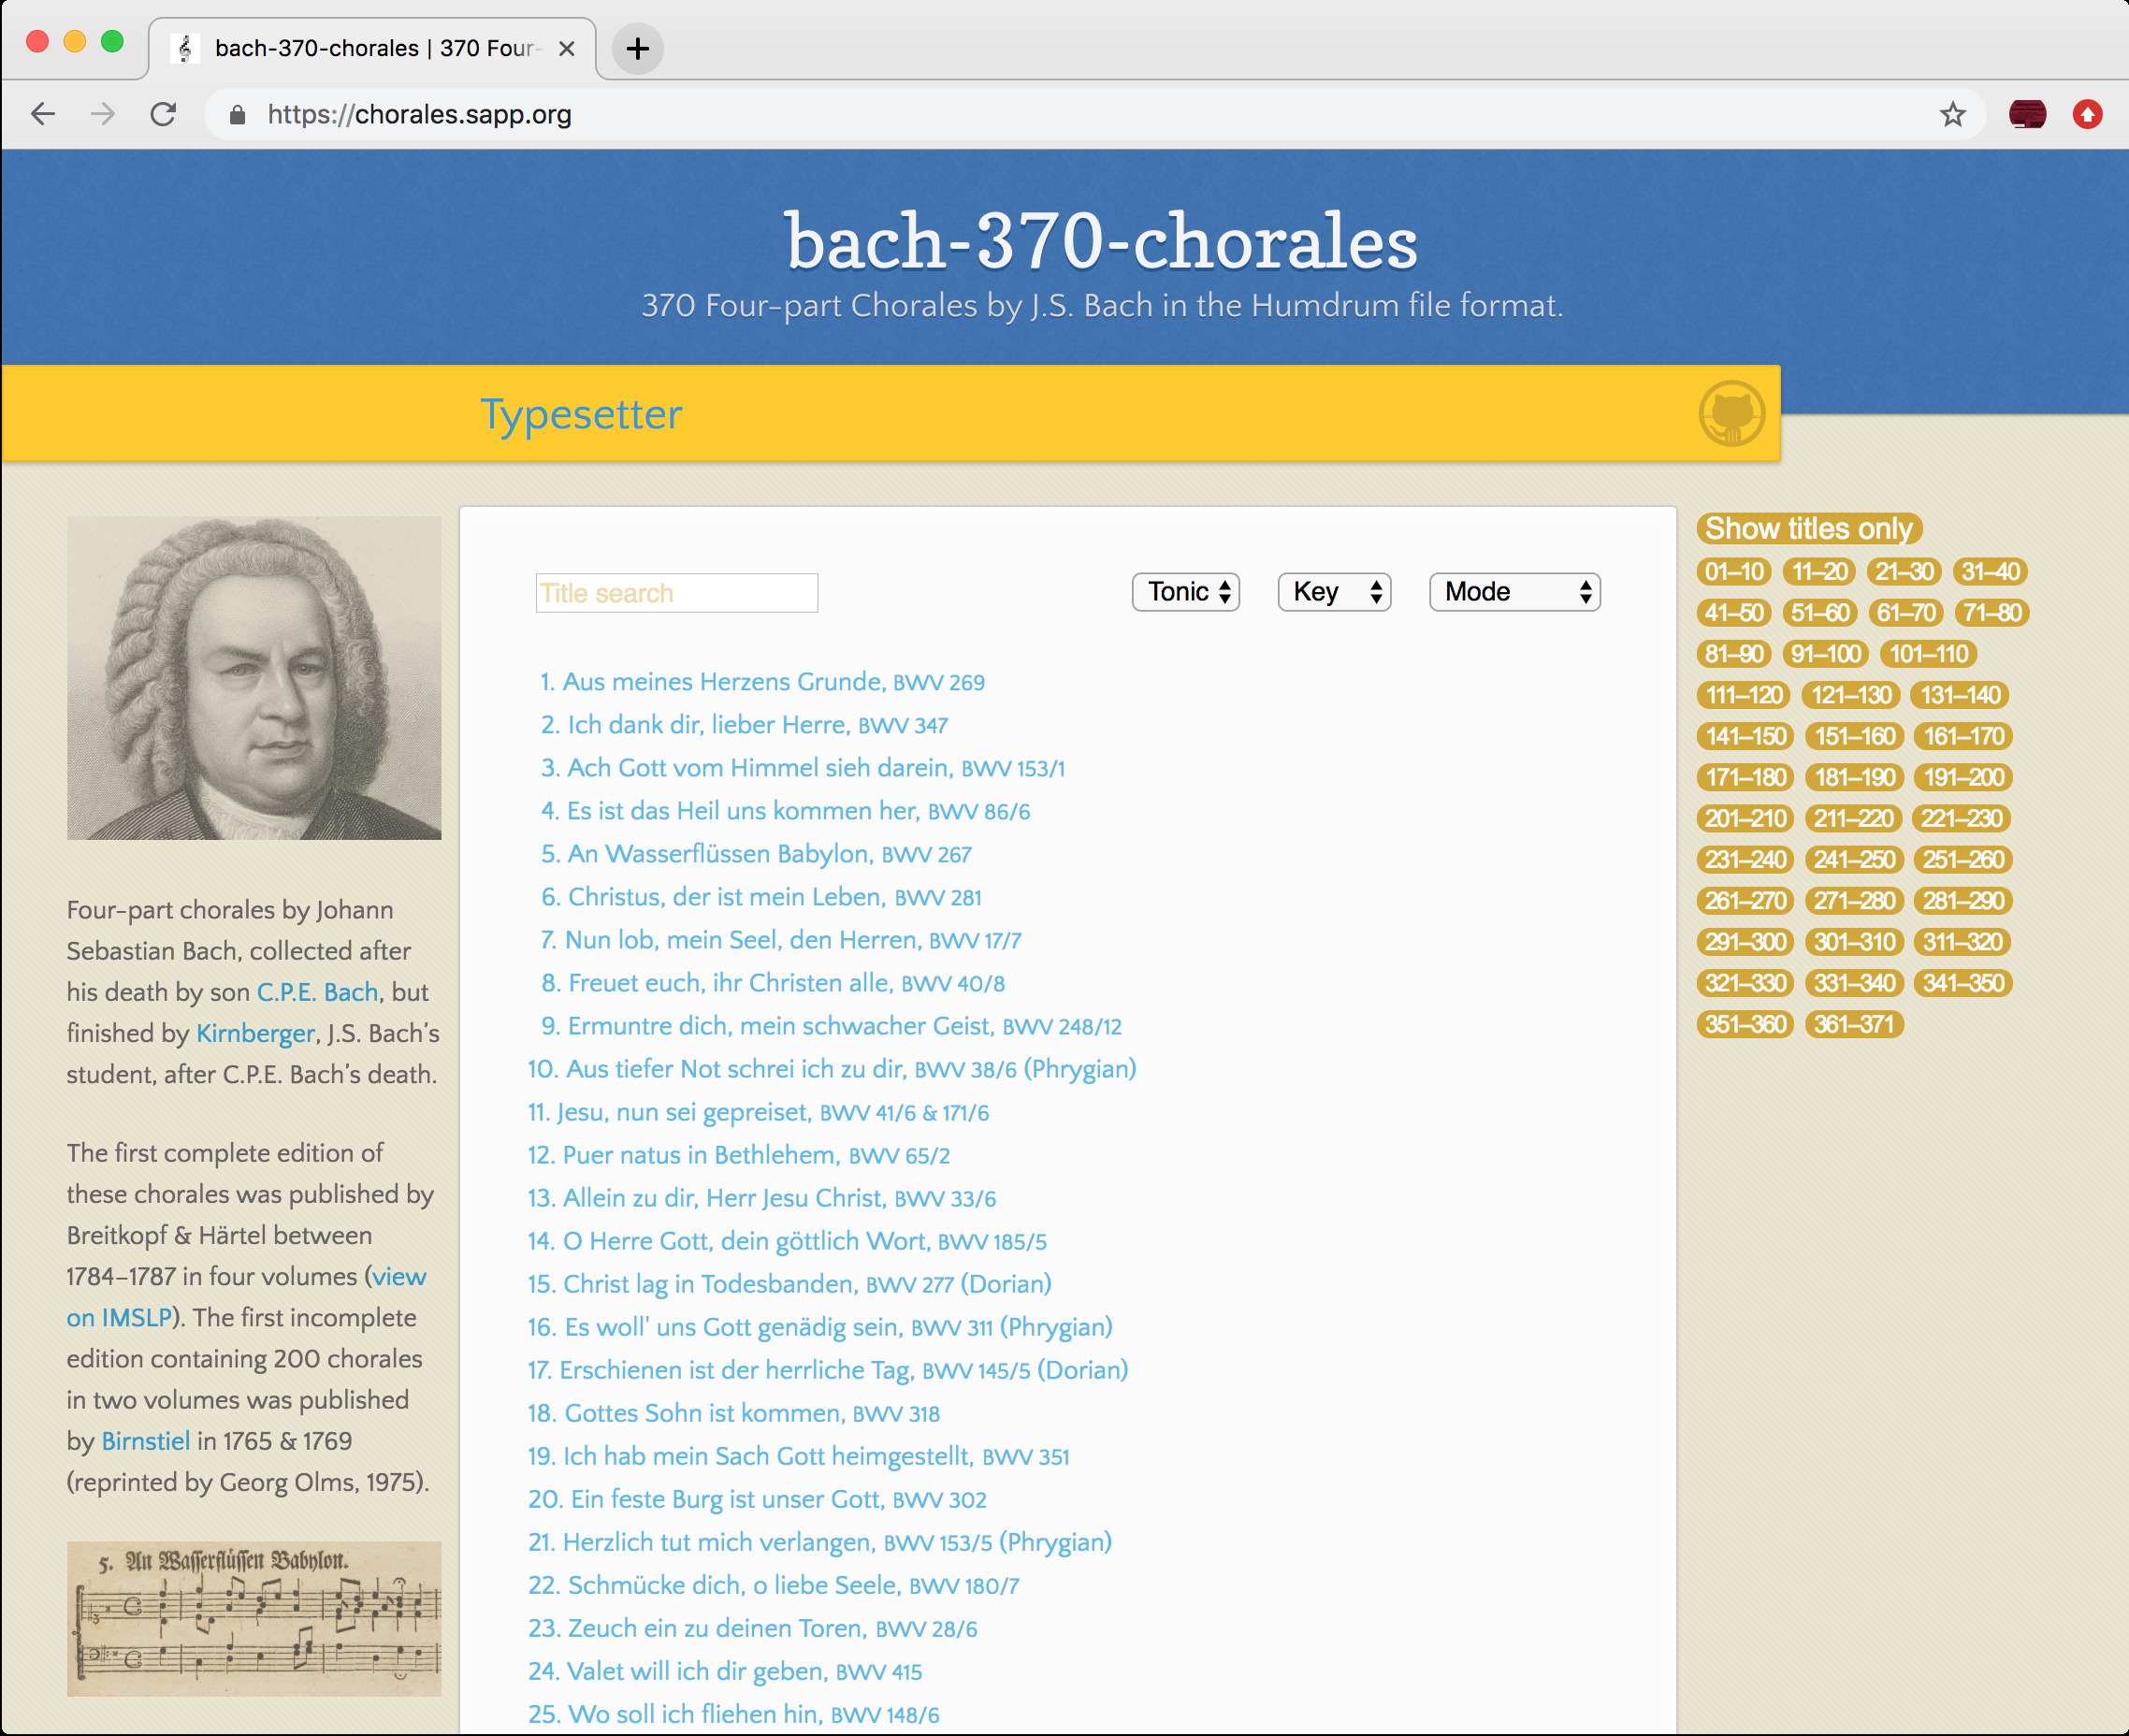 bach-370-chorales | 370 Four-
https://chorales.sapp.org
bach-370-chorales
370 Four-part Chorales by J.S. Bach in the Humdrum file format.
Typesetter
Four-part chorales by Johann
Sebastian Bach, collected after
his death by son C.P.E. Bach, but
finished by Kirnberger, J.S. Bach’s
student, after C.P.E. Bach’s death.
The first complete edition of
these chorales was published by
Breitkopf & Härtel between
1784–1787 in four volumes (view
on IMSLP). The first incomplete
edition containing 200 chorales
in two volumes was published
by Birnstiel in 1765 & 1769
(reprinted by Georg Olms, 1975).
5. An Wasserflüssen Babylon.
Title search
Tonic Key Mode
1. Aus meines Herzens Grunde, BWV 269
2. Ich dank dir, lieber Herre, BWV 347
3. Ach Gott vom Himmel sieh darein, BWV 153/1
4. Es ist das Heil uns kommen her, BWV 86/6
5. An Wasserflüssen Babylon, BWV 267
6. Christus, der ist mein Leben, BWV 281
7. Nun lob, mein Seel, den Herren, BWV 17/7
8. Freuet euch, ihr Christen alle, BWV 40/8
9. Ermuntre dich, mein schwacher Geist, BWV 248/12
10. Aus tiefer Not schrei ich zu dir, BWV 38/6 (Phrygian)
11. Jesu, nun sei gepreiset, BWV 41/6 & 171/6
12. Puer natus in Bethlehem, BWV 65/2
13. Allein zu dir, Herr Jesu Christ, BWV 33/6
14. O Herre Gott, dein göttlich Wort, BWV 185/5
15. Christ lag in Todesbanden, BWV 277 (Dorian)
16. Es woll' uns Gott genädig sein, BWV 311 (Phrygian)
17. Erschienen ist der herrliche Tag, BWV 145/5 (Dorian)
18. Gottes Sohn ist kommen, BWV 318
19. Ich hab mein Sach Gott heimgestellt, BWV 351
20. Ein feste Burg ist unser Gott, BWV 302
21. Herzlich tut mich verlangen, BWV 153/5 (Phrygian)
22. Schmücke dich, o liebe Seele, BWV 180/7
23. Zeuch ein zu deinen Toren, BWV 28/6
24. Valet will ich dir geben, BWV 415
25. Wo soll ich fliehen hin, BWV 148/6
Show titles only
01–10 11–20 21–30 31–40
41–50 51–60 61–70 71–80
81–90 91–100 101–110
111–120 121–130 131–140
141–150 151–160 161–170
171–180 181–190 191–200
201–210 211–220 221–230
231–240 241–250 251–260
261–270 271–280 281–290
291–300 301–310 311–320
321–330 331–340 341–350
351–360 361–371